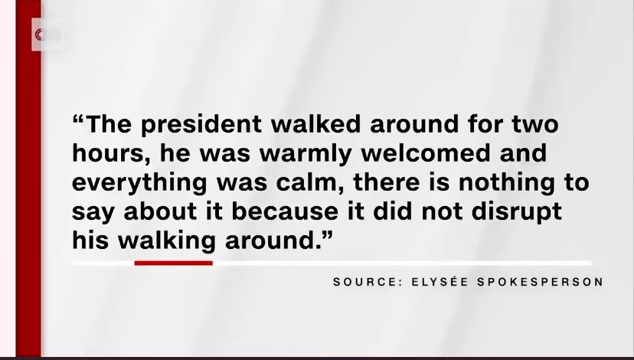 “The president walked around for two
hours, he was warmly welcomed and
everything was calm, there is nothing to
say about it because it did not disrupt
his walking around.”
SOURCE: ELYSÉE SPOKESPERSON